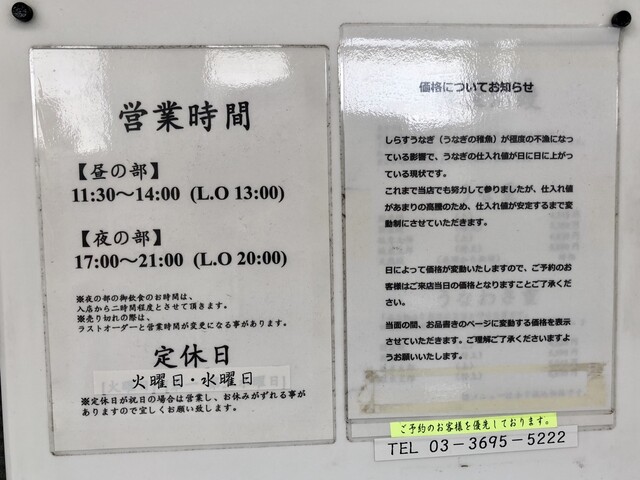 営業時間
【昼の部】
11:30～14:00 (L.O 13:00)
【夜の部】
17:00～21:00 (L.O 20:00)
※夜の部の御飲食のお時間は、
入店から二時間程度とさせて頂きます。
※売り切れの際は、
ラストオーダーと営業時間が変更になる事があります。
定休日
火曜日・水曜日
※定休日が祝日の場合は営業し、お休みがずれる事が
ありますので宜しくお願い致します。
価格についてお知らせ
しらすうなぎ（うなぎの稚魚）が極度の不漁になっ
ている影響で、うなぎの仕入れ値が日に日に上がっ
ている現状です。
これまで当店でも努力して参りましたが、仕入れ値
があまりの高騰のため、仕入れ値が安定するまで変
動制にさせていただきます。
日によって価格が変動いたしますので、ご予約のお
客様はご来店当日の価格となりますことご了承くだ
さい。
当面の間、お品書きのページに変動する価格を表示
させていただきます。ご理解ご了承くださいますよ
うお願いいたします。
ご予約のお客様を優先しております。
TEL 03－3695－5222